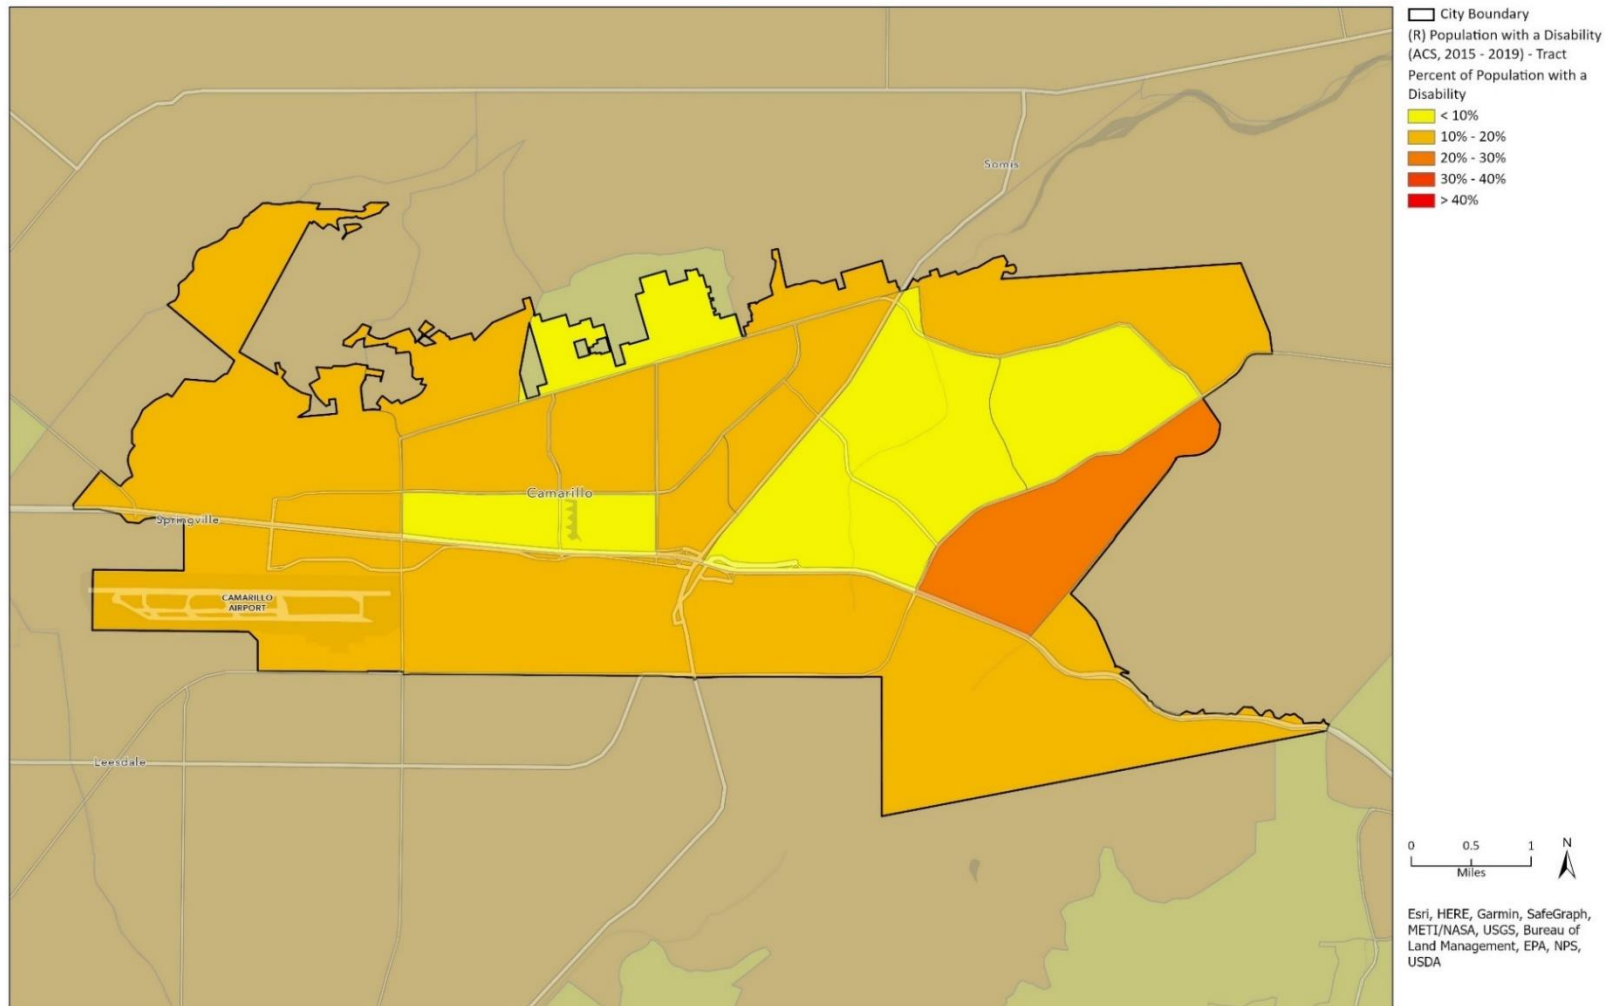 City Boundary
(R) Population with a Disability
(ACS, 2015 - 2019) - Tract
Percent of Population with a
Disability
< 10%
10% - 20%
20% - 30%
30% - 40%
> 40%
Somis
Camarillo
Springville
CAMARILLO
AIRPORT
Leesdale
0 0.5 1
Miles
N
Esri, HERE, Garmin, SafeGraph,
METI/NASA, USGS, Bureau of
Land Management, EPA, NPS,
USDA